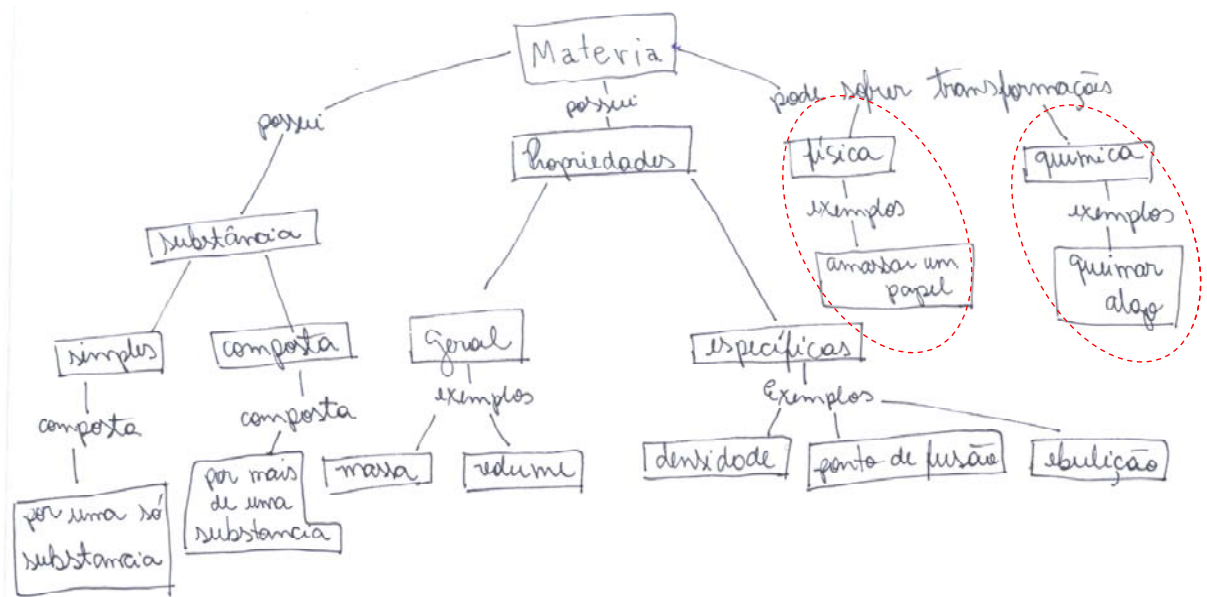 Materia
possui
possui
pode sofrer transformações
Propriedades
física
química
exemplos
exemplos
substância
amassar um
papel
queimar
algo
simples
composta
Geral
específicas
composta
composta
exemplos
Exemplos
massa
volume
densidade
ponto de fusão
ebulição
por uma só
substancia
por mais
de uma
substancia